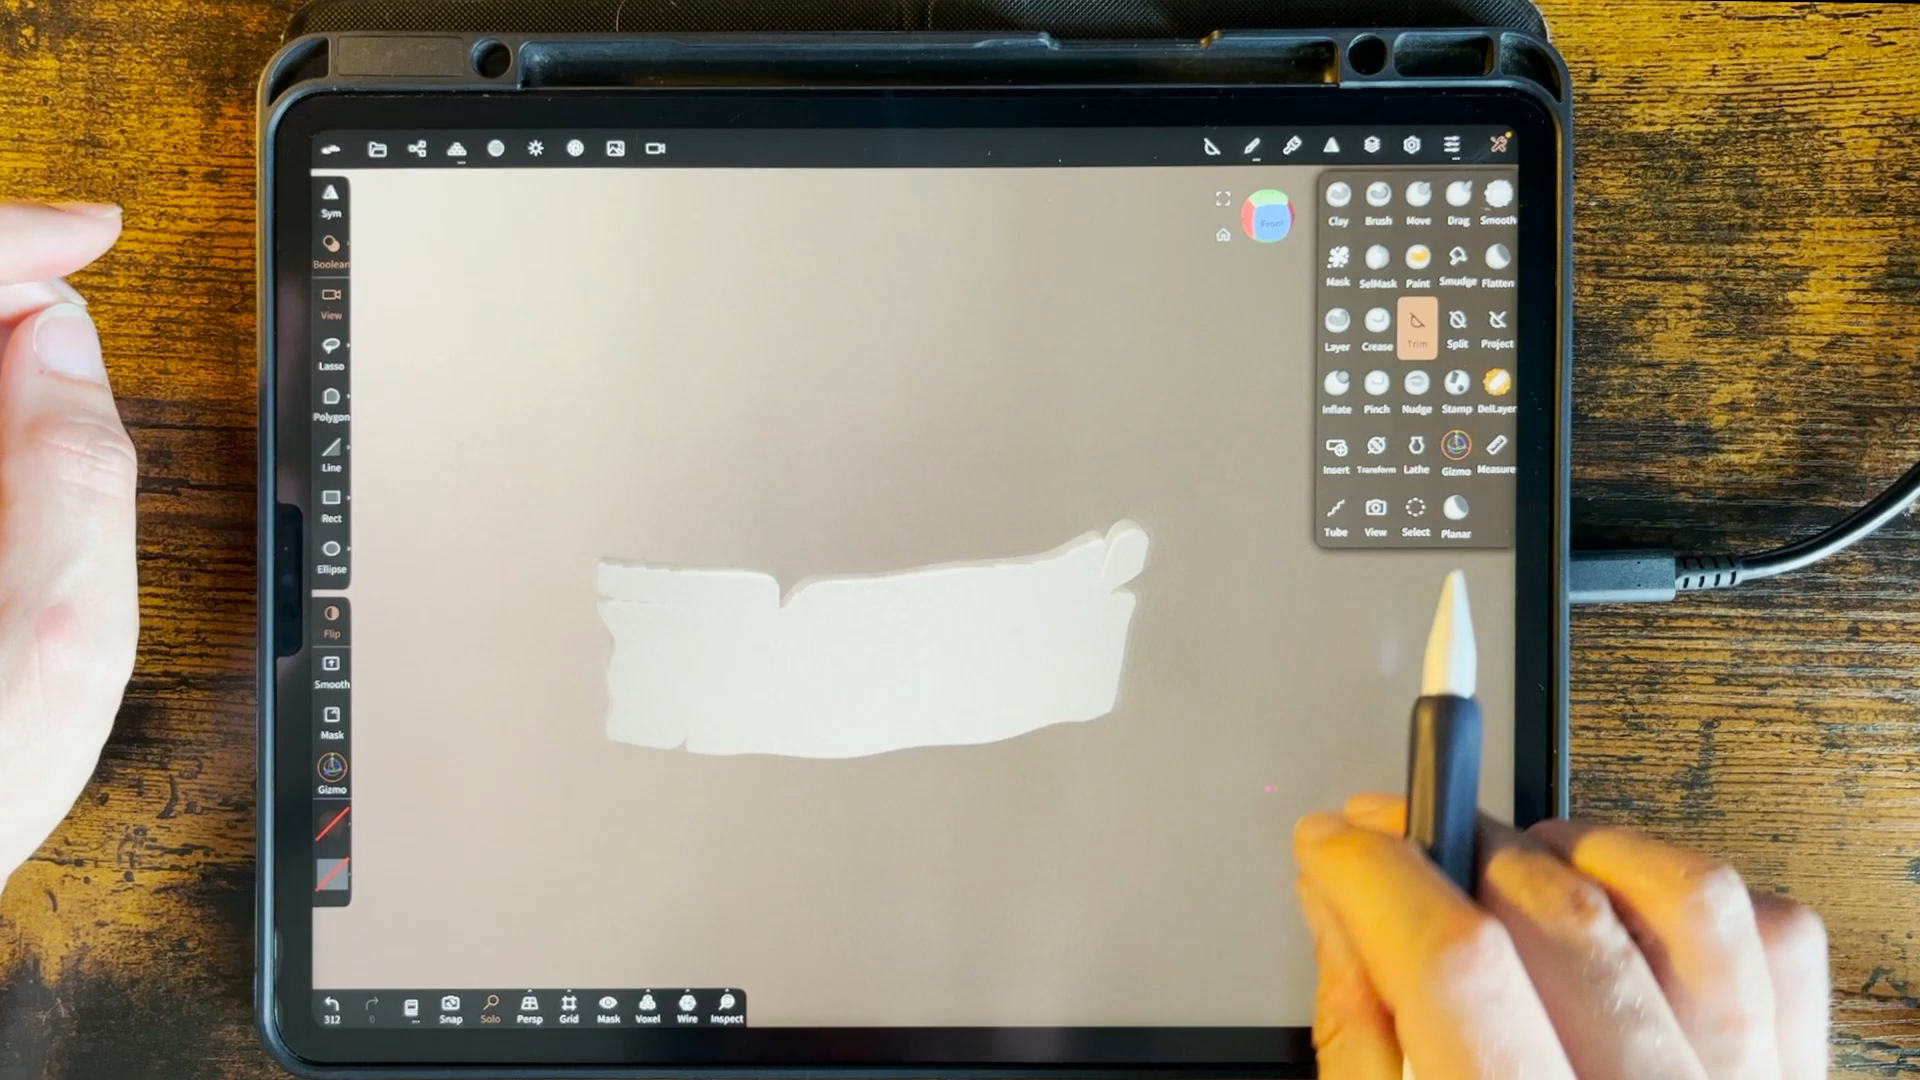 Sym
Boolean
View
Lasso
Polygon
Line
Rect
Ellipse
Flip
Smooth
Mask
Gizmo
Front
Clay Brush Move Drag Smooth
Mask SelMask Paint Smudge Flatten
Layer Crease Trim Split Project
Inflate Pinch Nudge Stamp DelLayer
Insert Transform Lathe Gizmo Measure
Tube View Select Planar
312 0 Snap Solo Persp Grid Mask Voxel Wire Inspect